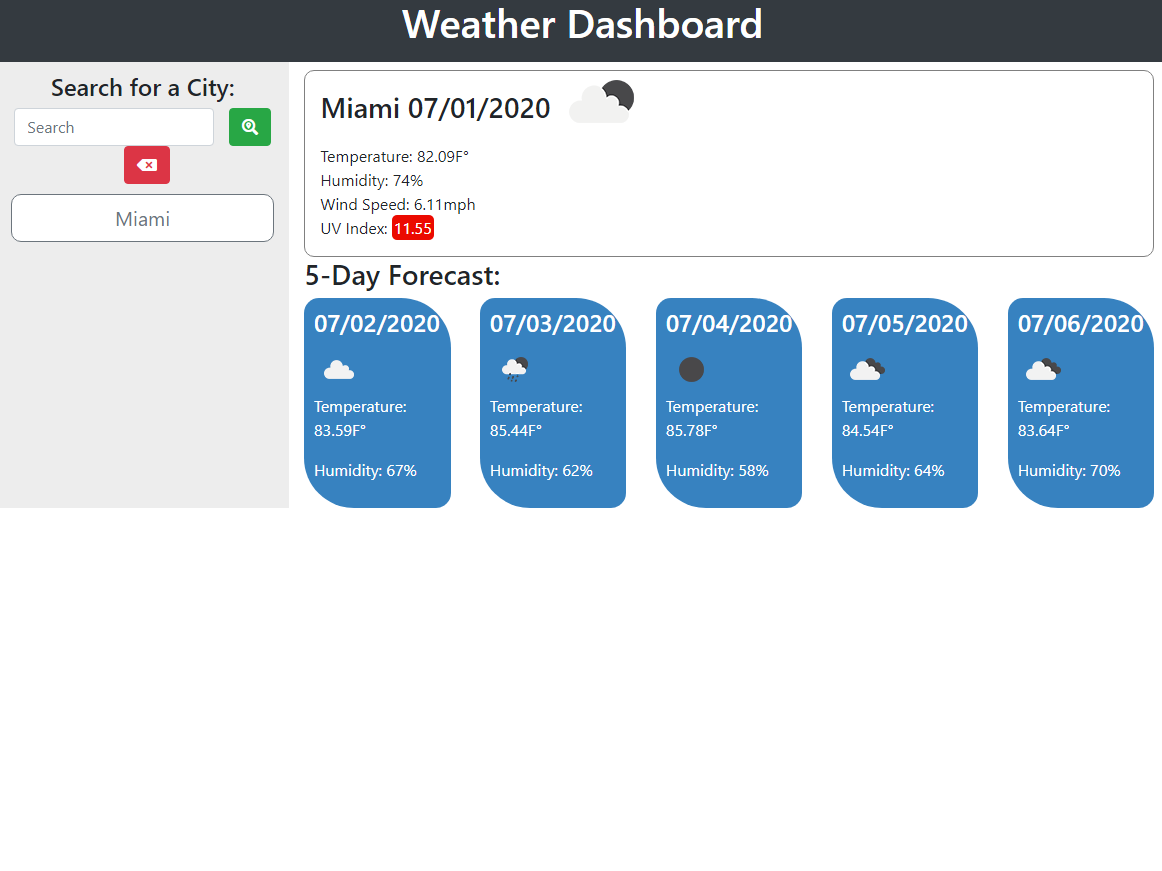 Weather Dashboard
Search for a City:
Search
Miami
Miami 07/01/2020
Temperature: 82.09F°
Humidity: 74%
Wind Speed: 6.11mph
UV Index: 11.55
5-Day Forecast:
07/02/2020
Temperature:
83.59F°
Humidity: 67%
07/03/2020
Temperature:
85.44F°
Humidity: 62%
07/04/2020
Temperature:
85.78F°
Humidity: 58%
07/05/2020
Temperature:
84.54F°
Humidity: 64%
07/06/2020
Temperature:
83.64F°
Humidity: 70%